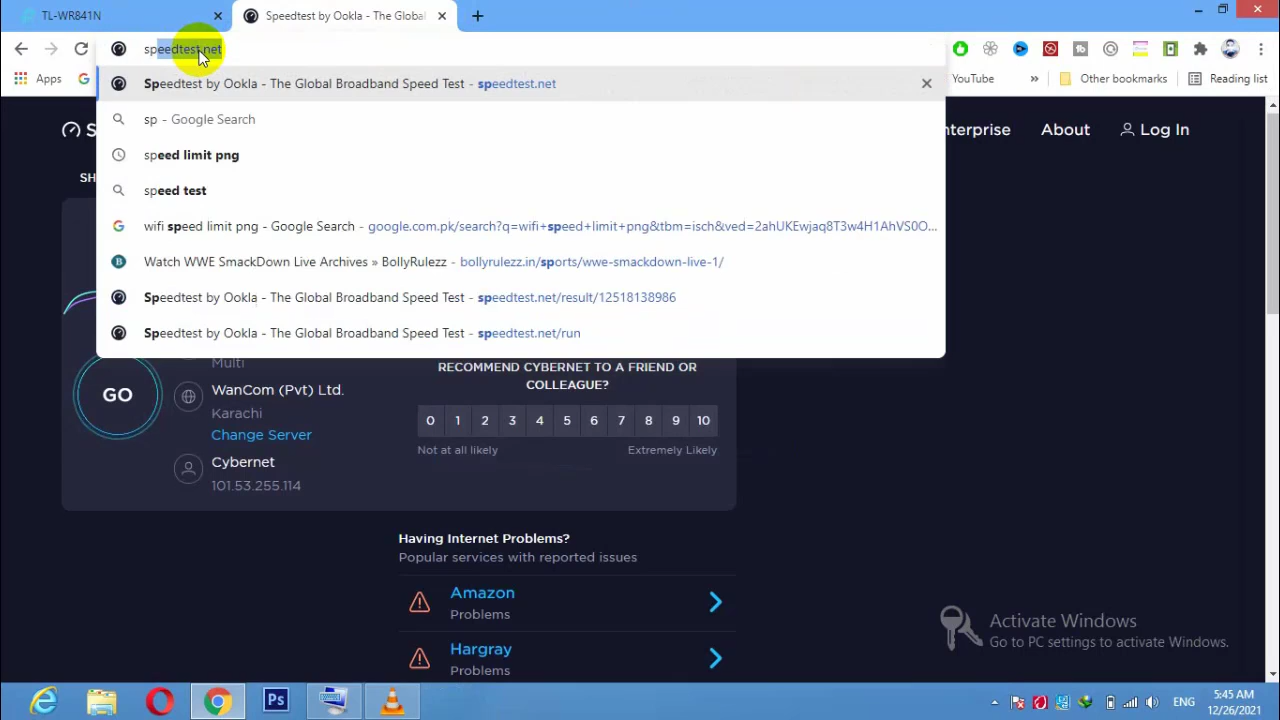 TL-WR841N
Speedtest by Ookla - The Global
speedtest.net
Speedtest by Ookla - The Global Broadband Speed Test - speedtest.net
sp - Google Search
speed limit png
speed test
wifi speed limit png - Google Search - google.com.pk/search?q=wifi+speed+limit+png&tbm=isch&ved=2ahUKEwjaq8T3w4H1AhVS0O...
Watch WWE SmackDown Live Archives » BollyRulezz - bollyrulezz.in/sports/wwe-smackdown-live-1/
Speedtest by Ookla - The Global Broadband Speed Test - speedtest.net/result/12518138986
Speedtest by Ookla - The Global Broadband Speed Test - speedtest.net/run
Apps
YouTube
»
Other bookmarks
Reading list
S
nterprise
About
Log In
SH
GO
Multi
WanCom (Pvt) Ltd.
Karachi
Change Server
Cybernet
101.53.255.114
RECOMMEND CYBERNET TO A FRIEND OR
COLLEAGUE?
0 1 2 3 4 5 6 7 8 9 10
Not at all likely
Extremely Likely
Having Internet Problems?
Popular services with reported issues
Amazon
Problems
Hargray
Problems
Activate Windows
Go to PC settings to activate Windows.
Ps
ENG
5:45 AM
12/26/2021